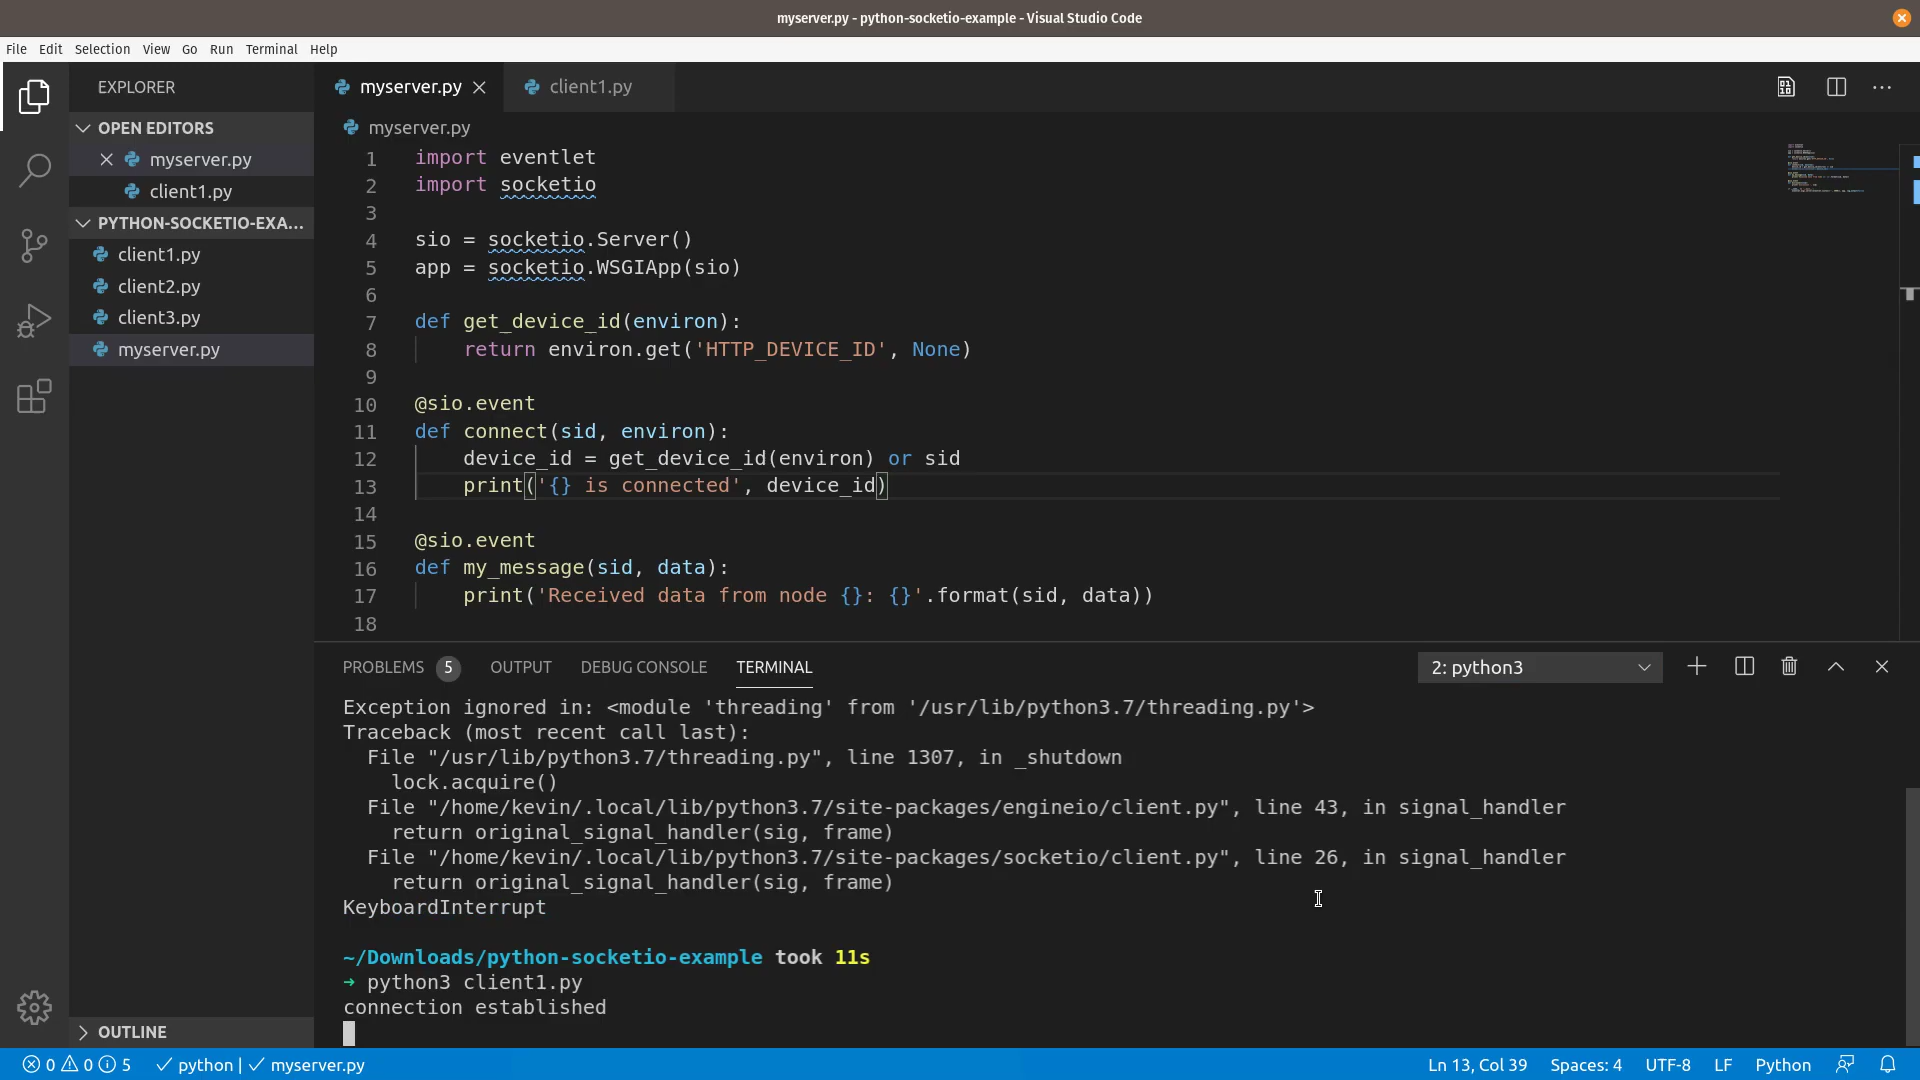 myserver.py - python-socketio-example - Visual Studio Code
File Edit Selection View Go Run Terminal Help
EXPLORER
OPEN EDITORS
myserver.py
client1.py
PYTHON-SOCKETIO-EXA...
client1.py
client2.py
client3.py
myserver.py
OUTLINE
myserver.py client1.py
myserver.py
1 import eventlet
2 import socketio
3
4 sio = socketio.Server()
5 app = socketio.WSGIApp(sio)
6
7 def get_device_id(environ):
8 return environ.get('HTTP_DEVICE_ID', None)
9
10 @sio.event
11 def connect(sid, environ):
12 device_id = get_device_id(environ) or sid
13 print('{} is connected', device_id)
14
15 @sio.event
16 def my_message(sid, data):
17 print('Received data from node {}: {}'.format(sid, data))
18
PROBLEMS 5 OUTPUT DEBUG CONSOLE TERMINAL 2: python3
Exception ignored in: <module 'threading' from '/usr/lib/python3.7/threading.py'>
Traceback (most recent call last):
File "/usr/lib/python3.7/threading.py", line 1307, in _shutdown
lock.acquire()
File "/home/kevin/.local/lib/python3.7/site-packages/engineio/client.py", line 43, in signal_handler
return original_signal_handler(sig, frame)
File "/home/kevin/.local/lib/python3.7/site-packages/socketio/client.py", line 26, in signal_handler
return original_signal_handler(sig, frame)
KeyboardInterrupt
~/Downloads/python-socketio-example took 11s
➜ python3 client1.py
connection established
0 0 5 python | myserver.py Ln 13, Col 39 Spaces: 4 UTF-8 LF Python